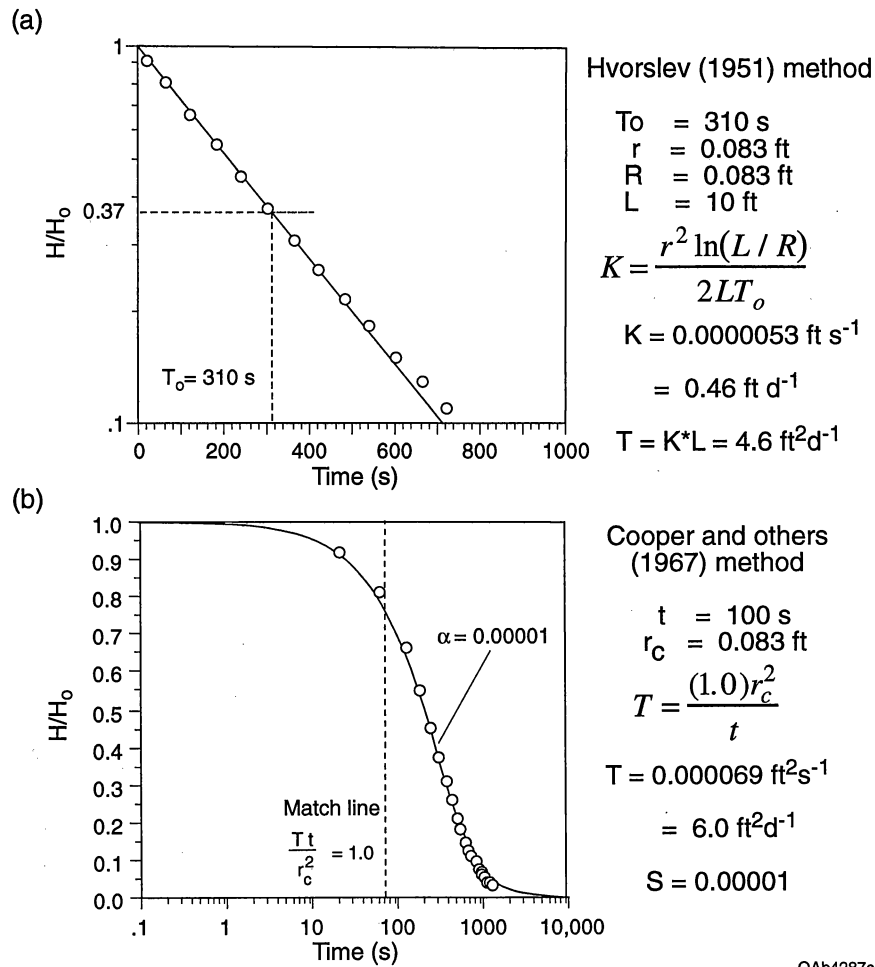 (a)
1
0.37
.1
H/Ho
To= 310 s
0 200 400 600 800 1000
Time (s)
Hvorslev (1951) method
To = 310 s
r = 0.083 ft
R = 0.083 ft
L = 10 ft
K = r² ln(L / R) / 2LTo
K = 0.0000053 ft s⁻¹
= 0.46 ft d⁻¹
T = K*L = 4.6 ft²d⁻¹
(b)
1.0
0.9
0.8
0.7
0.6
0.5
0.4
0.3
0.2
0.1
0.0
H/Ho
α = 0.00001
Match line
T t / rc² = 1.0
.1 1 10 100 1000 10,000
Time (s)
Cooper and others
(1967) method
t = 100 s
rc = 0.083 ft
T = (1.0)rc² / t
T = 0.000069 ft²s⁻¹
= 6.0 ft²d⁻¹
S = 0.00001